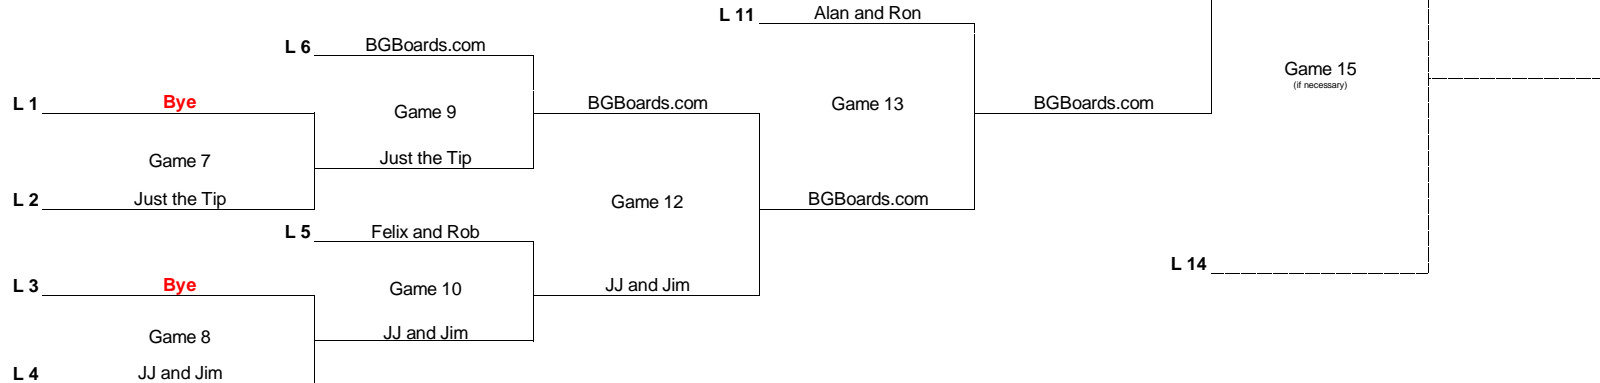 L 11 Alan and Ron
L 6 BGBoards.com
Game 15
(if necessary)
L 1 Bye
Game 9
BGBoards.com
Game 13
BGBoards.com
Game 7
Just the Tip
L 2 Just the Tip
Game 12
BGBoards.com
L 5 Felix and Rob
L 14
L 3 Bye
Game 10
JJ and Jim
Game 8
JJ and Jim
L 4 JJ and Jim